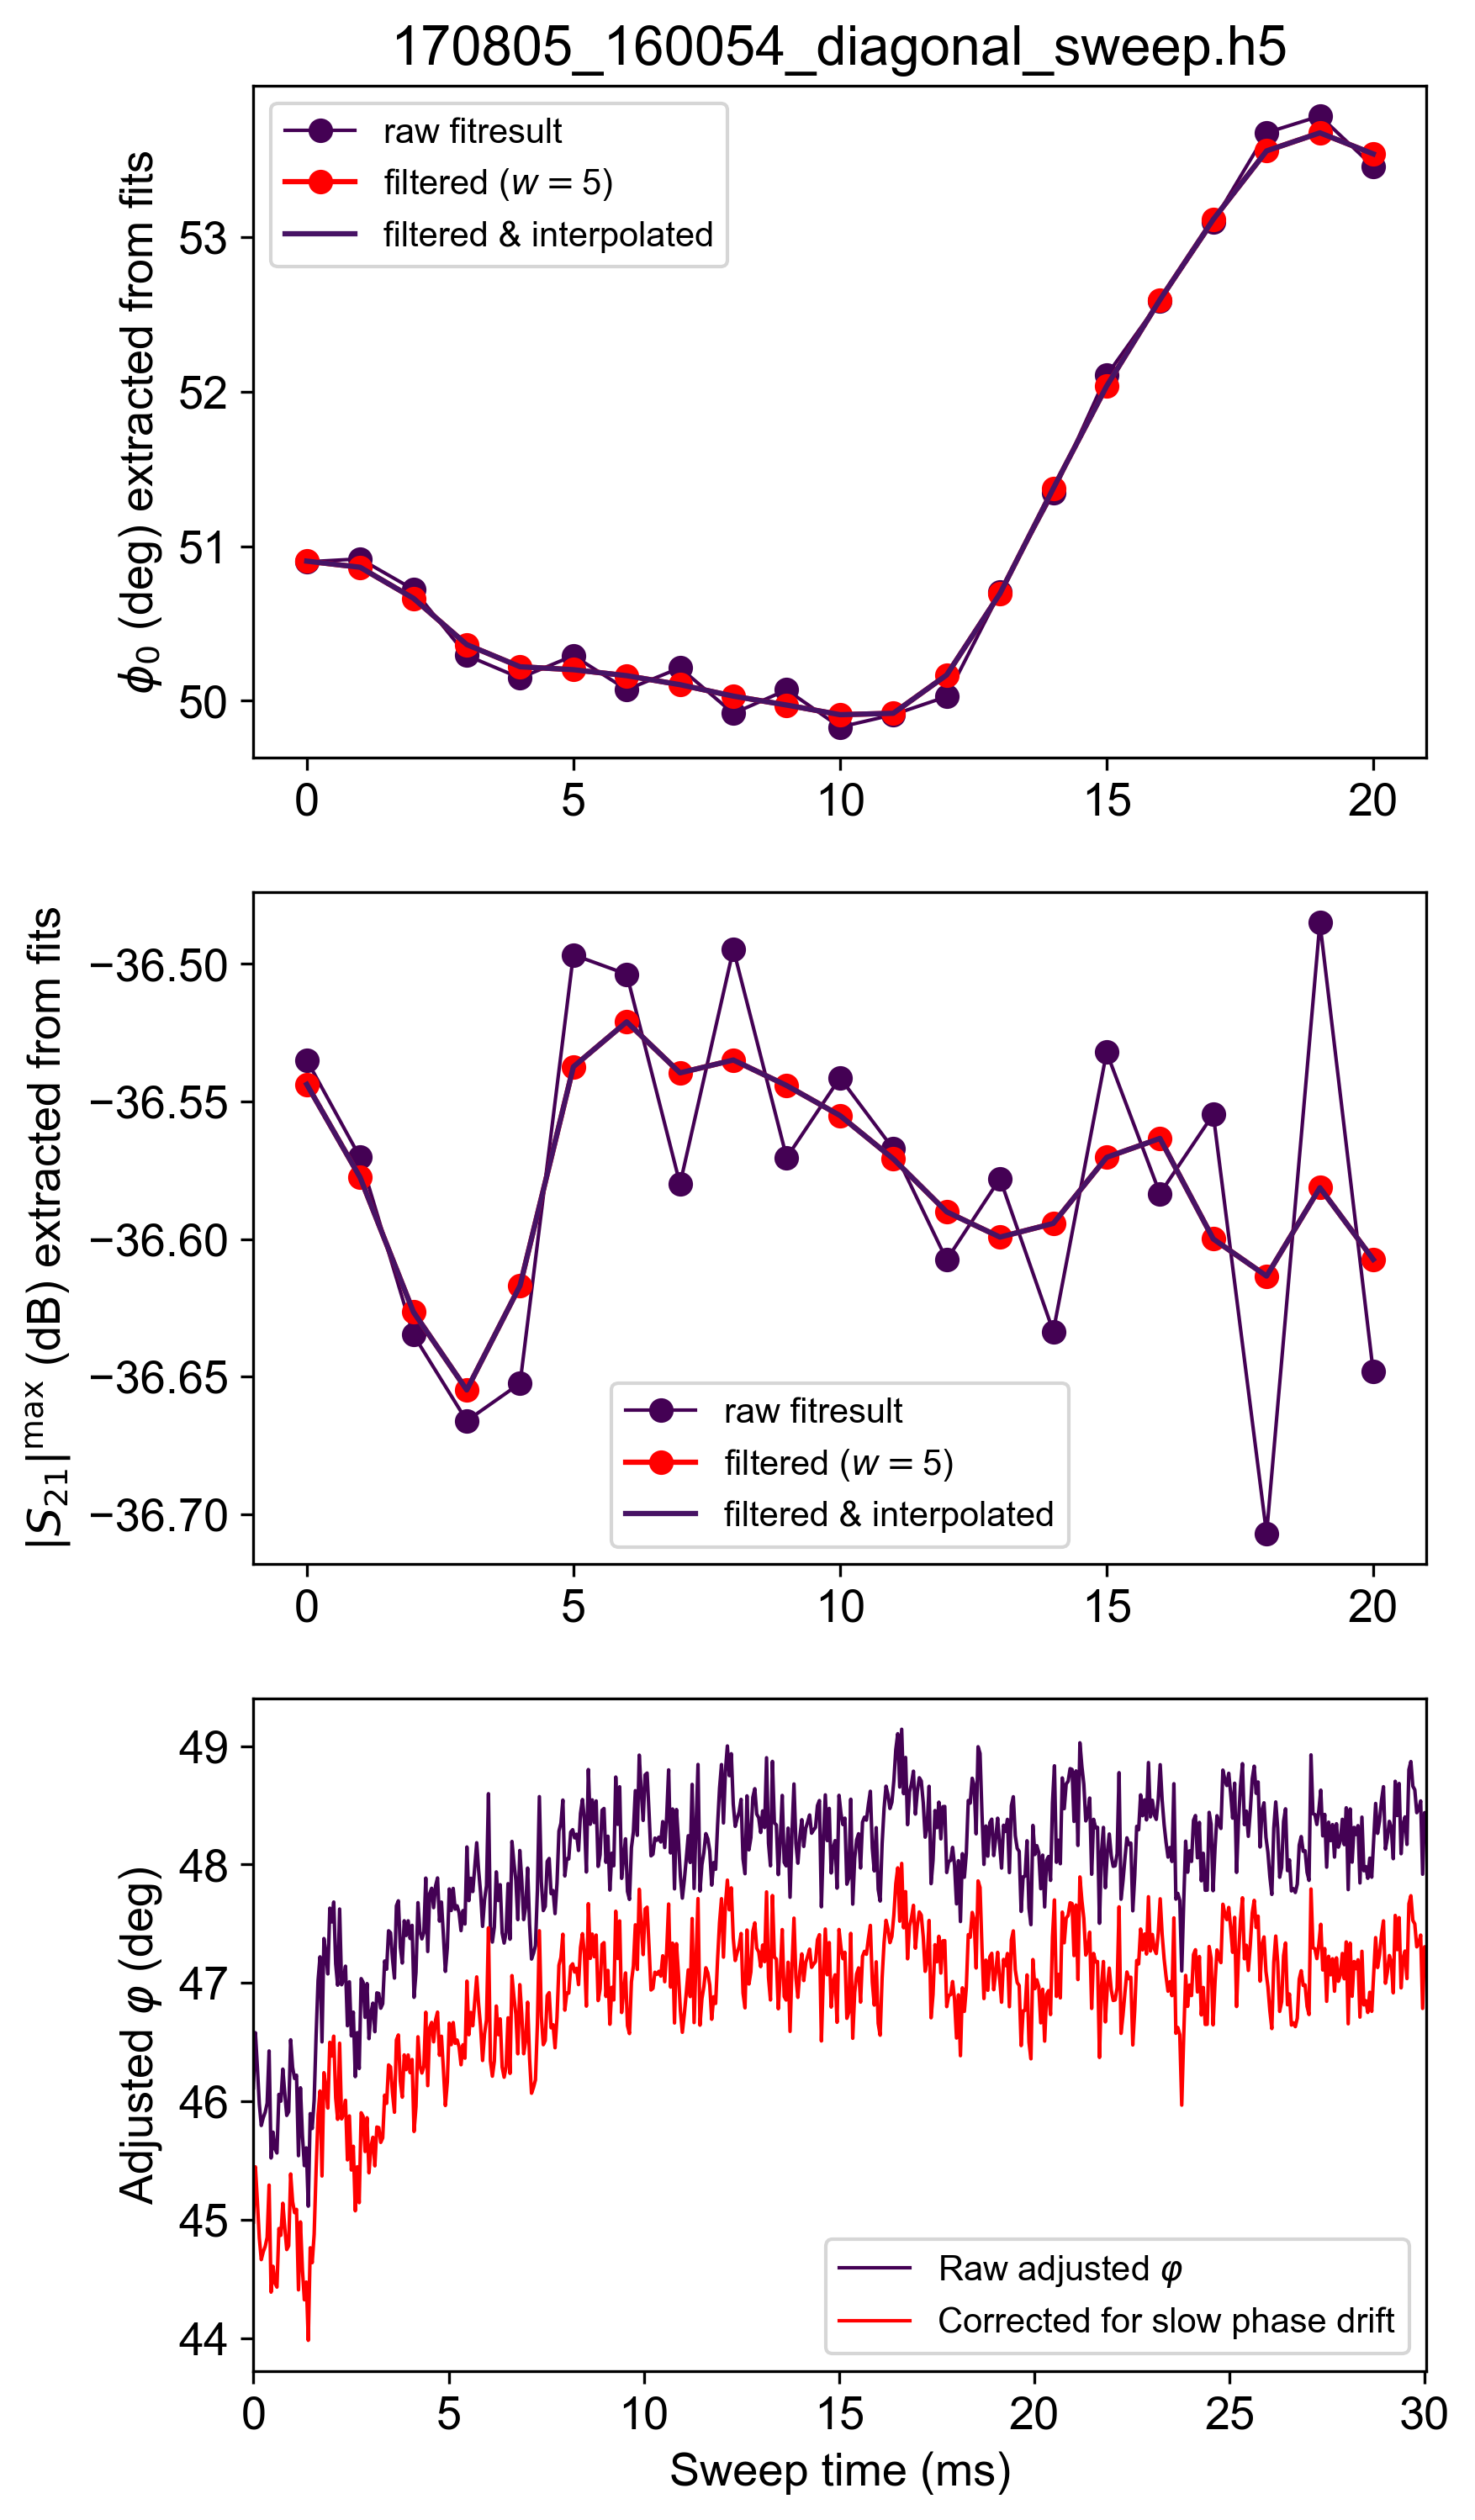 170805_160054_diagonal_sweep.h5
ϕ₀ (deg) extracted from fits
53
52
51
50
raw fitresult
filtered (w = 5)
filtered & interpolated
0 5 10 15 20
|S₂₁|ᵐᵃˣ (dB) extracted from fits
−36.50
−36.55
−36.60
−36.65
−36.70
raw fitresult
filtered (w = 5)
filtered & interpolated
0 5 10 15 20
Adjusted φ (deg)
49
48
47
46
45
44
Raw adjusted φ
Corrected for slow phase drift
0 5 10 15 20 25 30
Sweep time (ms)